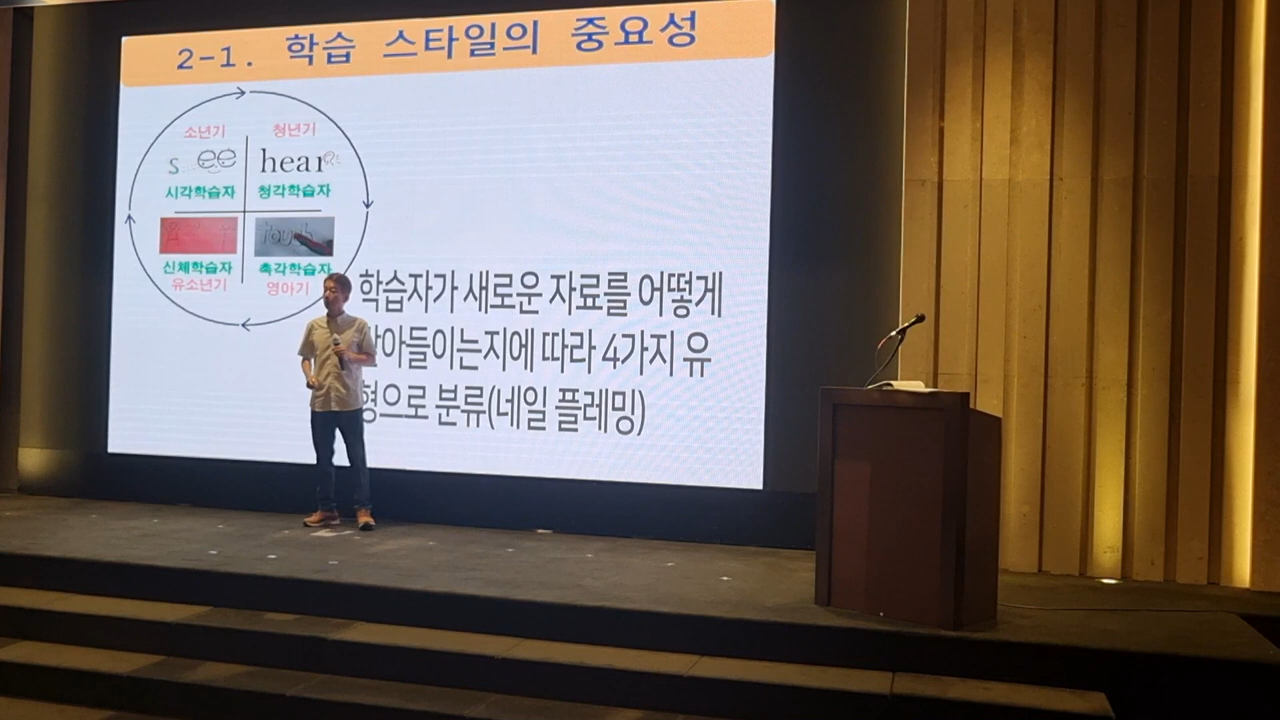 2-1. 학습 스타일의 중요성
소년기 청년기
see hear
시각학습자 청각학습자
touch
신체학습자 촉각학습자
유소년기 영아기
학습자가 새로운 자료를 어떻게
받아들이는지에 따라 4가지 유
형으로 분류(네일 플레밍)